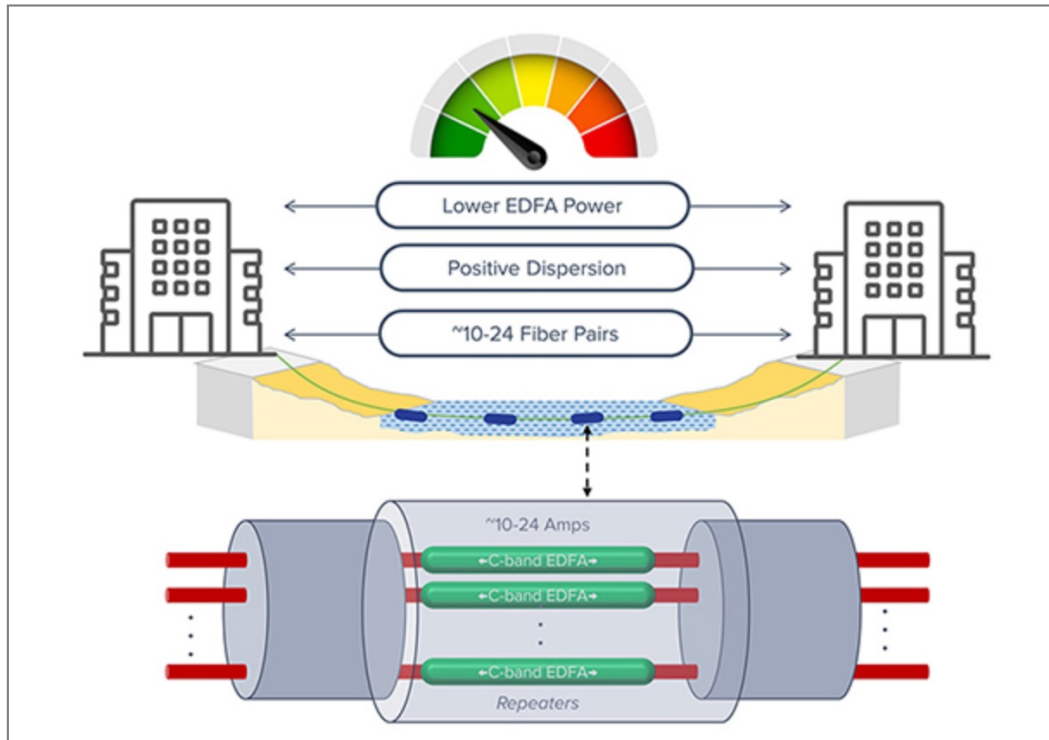 Lower EDFA Power
Positive Dispersion
~10-24 Fiber Pairs
~10-24 Amps
C-band EDFA
C-band EDFA
C-band EDFA
Repeaters